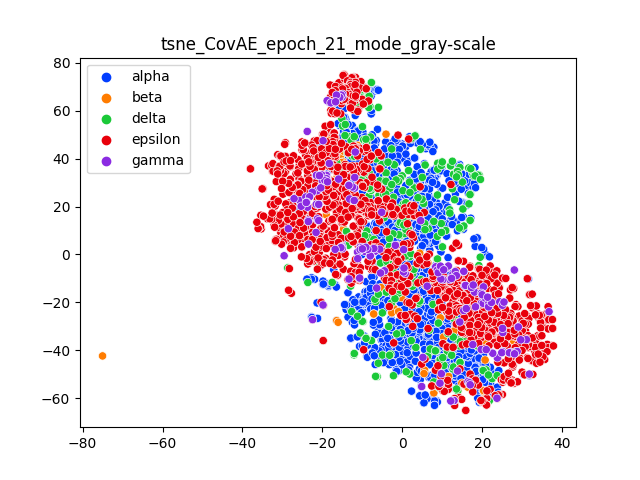 tsne_CovAE_epoch_21_mode_gray-scale
alpha
beta
delta
epsilon
gamma
80
60
40
20
0
−20
−40
−60
−80 −60 −40 −20 0 20 40